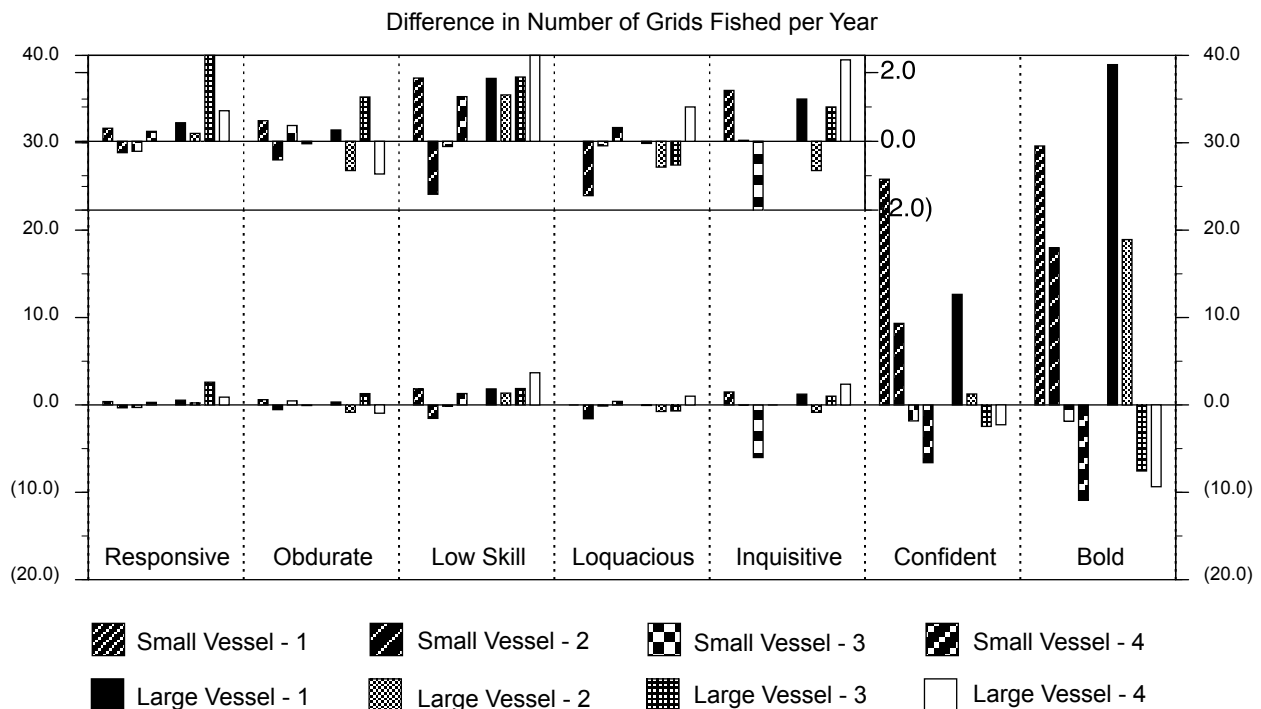 Difference in Number of Grids Fished per Year
40.0 40.0
2.0
30.0 0.0 30.0
2.0)
20.0 20.0
10.0 10.0
0.0 0.0
(10.0) (10.0)
Responsive Obdurate Low Skill Loquacious Inquisitive Confident Bold
(20.0) (20.0)
Small Vessel - 1 Small Vessel - 2 Small Vessel - 3 Small Vessel - 4
Large Vessel - 1 Large Vessel - 2 Large Vessel - 3 Large Vessel - 4